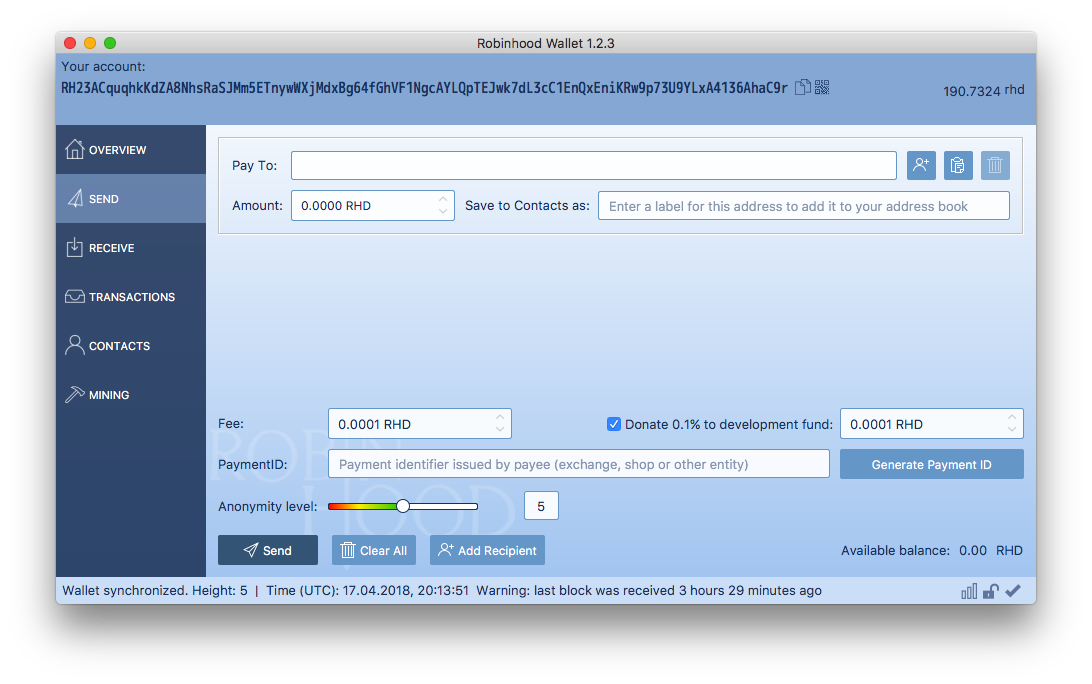 Robinhood Wallet 1.2.3
Your account:
RH23ACquqhkKdZA8NhsRaSJMm5ETnywWXjMdxBg64fGhVF1NgcAYLQpTEJwk7dL3cC1EnQxEniKRw9p73U9YLxA4136AhaC9r
190.7324 rhd
OVERVIEW
SEND
RECEIVE
TRANSACTIONS
CONTACTS
MINING
Pay To:
Amount: 0.0000 RHD Save to Contacts as: Enter a label for this address to add it to your address book
Fee: 0.0001 RHD Donate 0.1% to development fund: 0.0001 RHD
PaymentID: Payment identifier issued by payee (exchange, shop or other entity) Generate Payment ID
ROBIN
HOOD
Anonymity level: 5
Send Clear All Add Recipient Available balance: 0.00 RHD
Wallet synchronized. Height: 5 | Time (UTC): 17.04.2018, 20:13:51 Warning: last block was received 3 hours 29 minutes ago